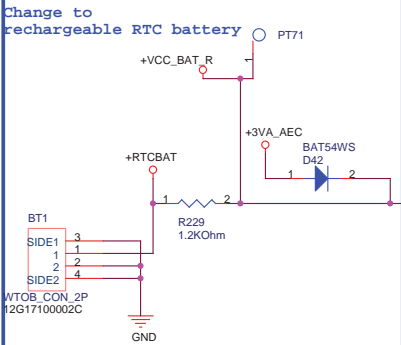 Change to
rechargeable RTC battery
PT71
1
+VCC_BAT_R
+3VA_AEC
BAT54WS
D42
1 2
+RTCBAT
1 2
R229
1.2KOhm
BT1
SIDE1 3
1 1
2 2
SIDE2 4
WTOB_CON_2P
12G17100002C
GND